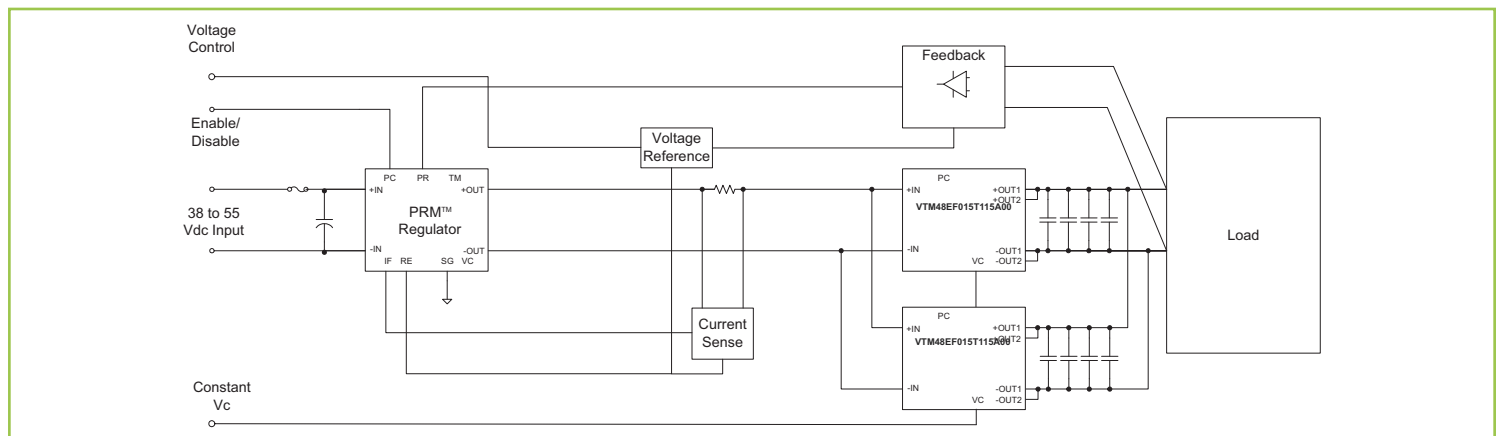 Voltage
Control
Enable/
Disable
38 to 55
Vdc Input
Constant
Vc
PC PR TM
+IN +OUT
PRM™
Regulator
-IN -OUT
IF RE SG VC
Voltage
Reference
Current
Sense
Feedback
PC
+IN +OUT1
+OUT2
VTM48EF015T115A00
-IN -OUT1
-OUT2
VC
PC
+IN +OUT1
+OUT2
VTM48EF015T115A00
-IN -OUT1
-OUT2
VC
Load